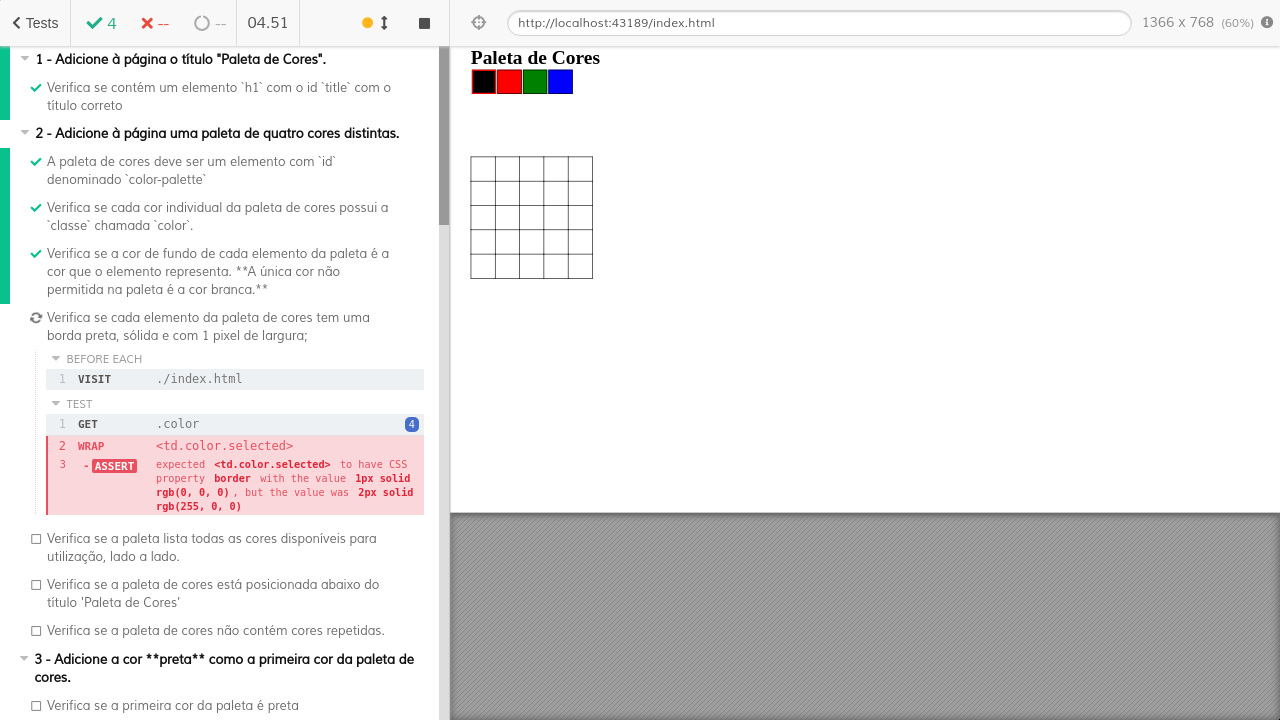 Tests
4
--
--
04.51
http://localhost:43189/index.html
1366 x 768 (60%)
1 - Adicione à página o título "Paleta de Cores".
Verifica se contém um elemento `h1` com o id `title` com o
título correto
2 - Adicione à página uma paleta de quatro cores distintas.
A paleta de cores deve ser um elemento com `id`
denominado `color-palette`
Verifica se cada cor individual da paleta de cores possui a
`classe` chamada `color`.
Verifica se a cor de fundo de cada elemento da paleta é a
cor que o elemento representa. **A única cor não
permitida na paleta é a cor branca.**
Verifica se cada elemento da paleta de cores tem uma
borda preta, sólida e com 1 pixel de largura;
BEFORE EACH
1 VISIT ./index.html
TEST
1 GET .color 4
2 WRAP <td.color.selected>
3 - ASSERT expected <td.color.selected> to have CSS
property border with the value 1px solid
rgb(0, 0, 0) , but the value was 2px solid
rgb(255, 0, 0)
Verifica se a paleta lista todas as cores disponíveis para
utilização, lado a lado.
Verifica se a paleta de cores está posicionada abaixo do
título 'Paleta de Cores'
Verifica se a paleta de cores não contém cores repetidas.
3 - Adicione a cor **preta** como a primeira cor da paleta de
cores.
Verifica se a primeira cor da paleta é preta
Paleta de Cores